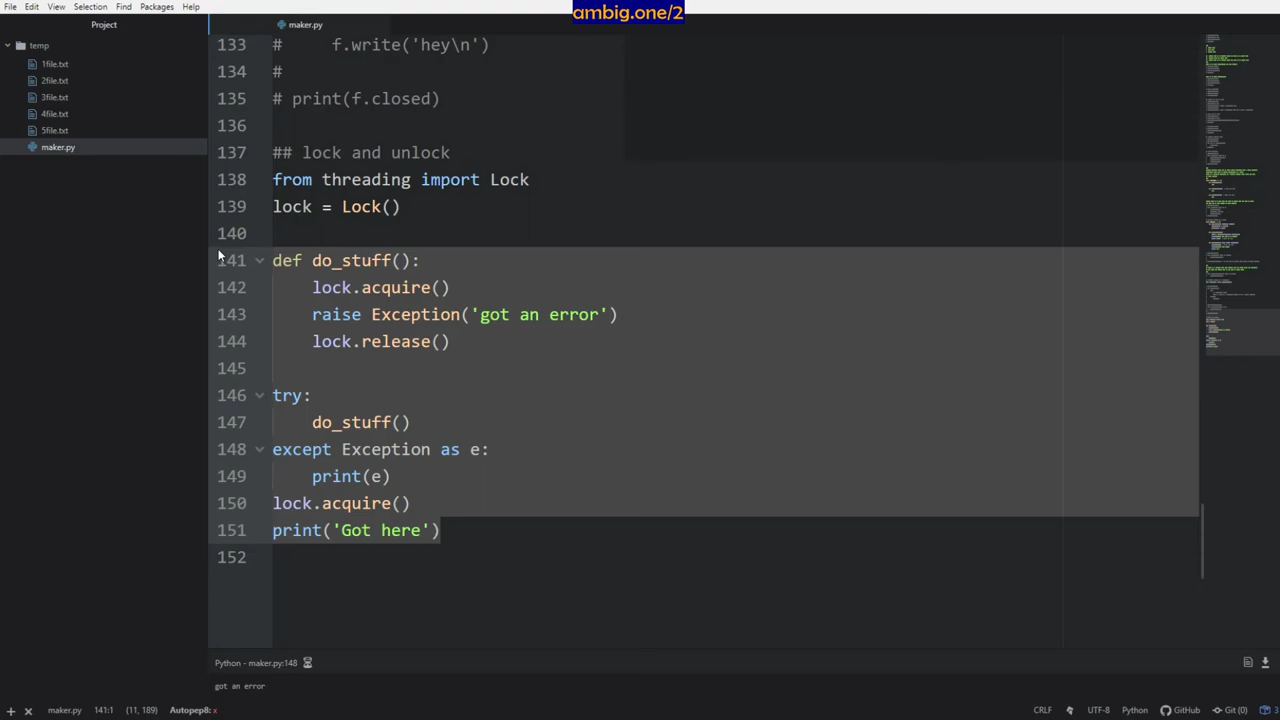 ambig.one/2
File Edit View Selection Find Packages Help
Project
maker.py
temp
1file.txt
2file.txt
3file.txt
4file.txt
5file.txt
maker.py
133 #     f.write('hey\n')
134 #
135 # print(f.closed)
136
137 ## lock and unlock
138 from threading import Lock
139 lock = Lock()
140
141 def do_stuff():
142     lock.acquire()
143     raise Exception('got an error')
144     lock.release()
145
146 try:
147     do_stuff()
148 except Exception as e:
149     print(e)
150 lock.acquire()
151 print('Got here')
152
Python - maker.py:148
got an error
maker.py 141:1 (11, 189) Autopep8: x CRLF UTF-8 Python GitHub Git (0) 3